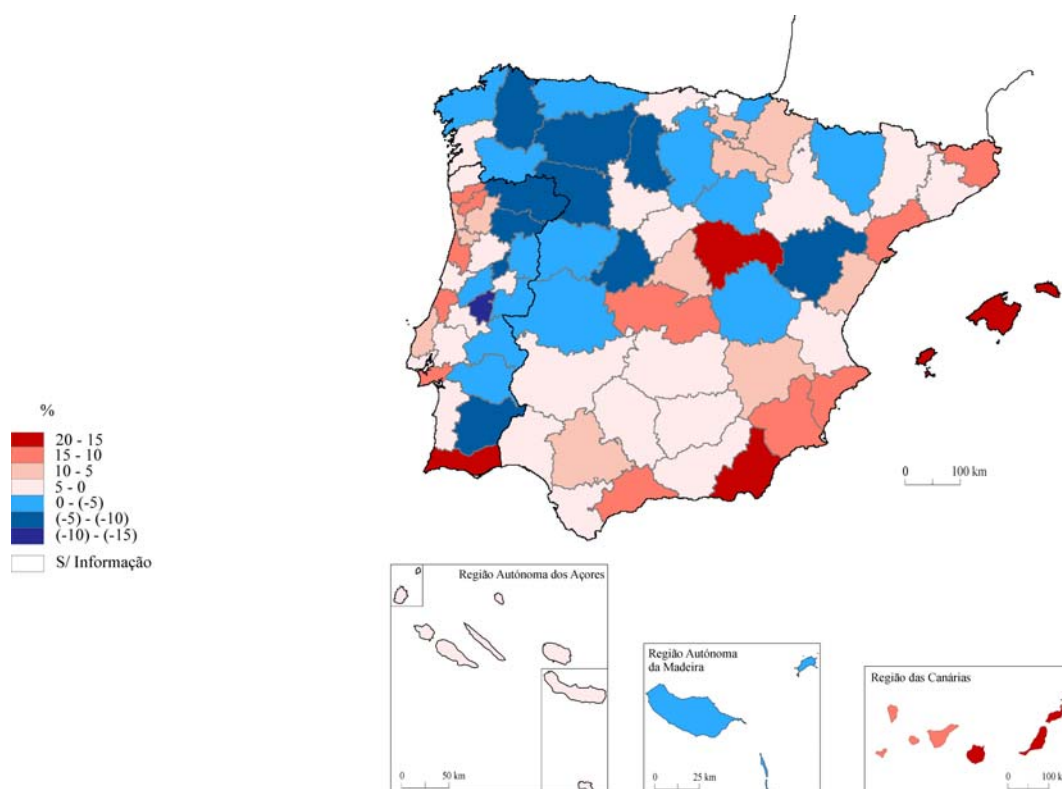 %
20 - 15
15 - 10
10 - 5
5 - 0
0 - (-5)
(-5) - (-10)
(-10) - (-15)
S/ Informação
0 100 km
Região Autónoma dos Açores
0 50 km
Região Autónoma
da Madeira
0 25 km
Região das Canárias
0 100 k